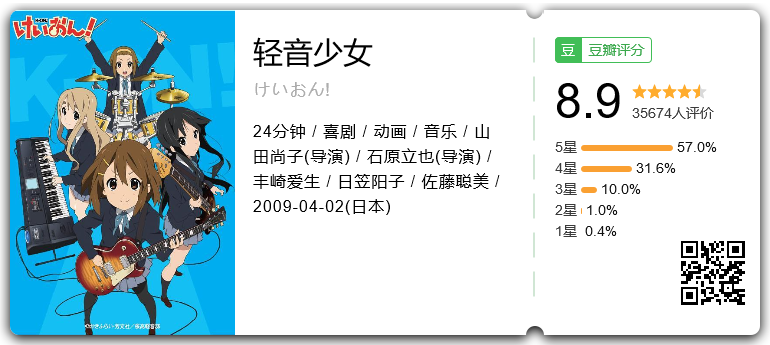 けいおん!
K-ON!
©かきふらい・芳文社/桜高軽音部
轻音少女
けいおん!
24分钟 / 喜剧 / 动画 / 音乐 / 山
田尚子(导演) / 石原立也(导演) /
丰崎爱生 / 日笠阳子 / 佐藤聪美 /
2009-04-02(日本)
豆 豆瓣评分
8.9
35674人评价
5星 57.0%
4星 31.6%
3星 10.0%
2星 1.0%
1星 0.4%